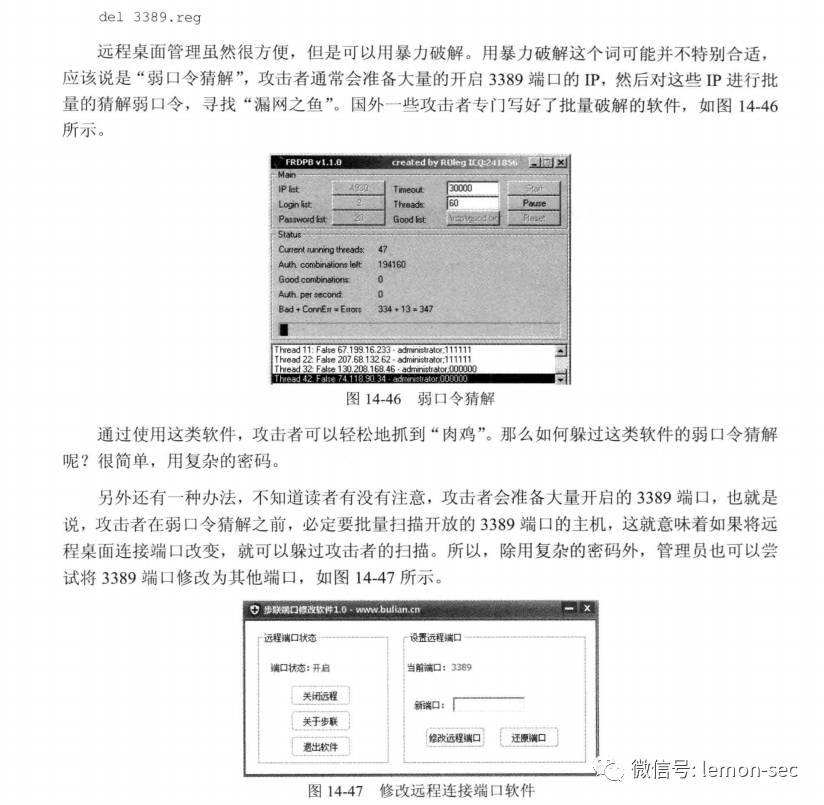 del 3389.reg
远程桌面管理虽然很方便，但是可以用暴力破解。用暴力破解这个词可能并不特别合适，
应该说是“弱口令猜解”，攻击者通常会准备大量的开启 3389 端口的 IP，然后对这些 IP 进行批
量的猜解弱口令，寻找“漏网之鱼”。国外一些攻击者专门写好了批量破解的软件，如图 14-46
所示。
FRDPB v1.1.0 created by R0leg ICQ:241856
Main
IP list: 4930 Timeout: 30000 Start
Login list: 2 Threads: 60 Pause
Password list: 20 Good list: Reset
Status
Current running threads: 47
Auth. combinations left: 194160
Good combinations: 0
Auth. per second: 0
Bad + ConnErr = Errors 334 + 13 = 347
Thread 11: False 67.199.16.233 - administrator;111111
Thread 22: False 207.68.132.62 - administrator;111111
Thread 32: False 130.208.168.46 - administrator;000000
Thread 42: False 74.118.90.34 - administrator;000000
图 14-46 弱口令猜解
通过使用这类软件，攻击者可以轻松地抓到“肉鸡”。那么如何躲过这类软件的弱口令猜解
呢？很简单，用复杂的密码。
另外还有一种办法，不知道读者有没有注意，攻击者会准备大量开启的 3389 端口，也就是
说，攻击者在弱口令猜解之前，必定要批量扫描开放的 3389 端口的主机，这就意味着如果将远
程桌面连接端口改变，就可以躲过攻击者的扫描。所以，除用复杂的密码外，管理员也可以尝
试将 3389 端口修改为其他端口，如图 14-47 所示。
步联端口修改软件1.0 - www.bulian.cn
远程端口状态 设置远程端口
端口状态：开启 当前端口：3389
关闭远程 新端口：
关于步联
修改远程端口 还原端口
退出软件
图 14-47 修改远程连接端口软件
微信号: lemon-sec